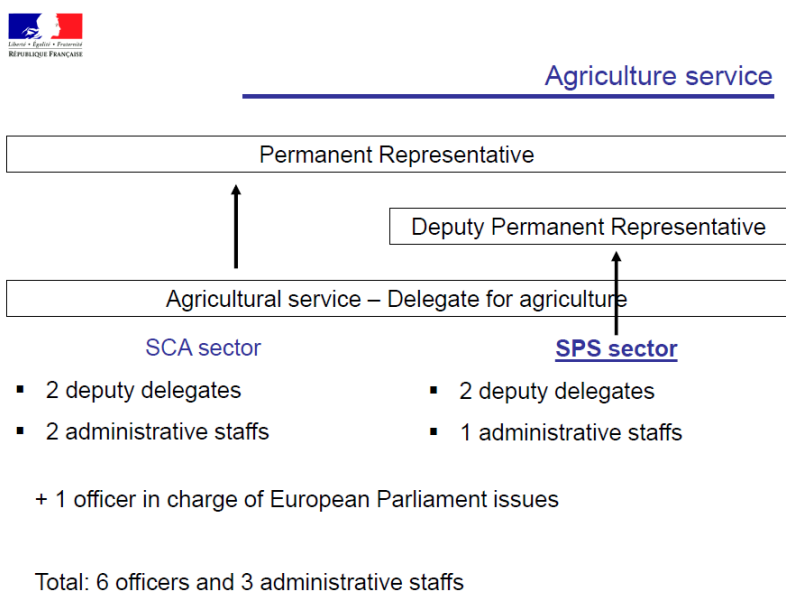 Liberté • Égalité • Fraternité
RÉPUBLIQUE FRANÇAISE
Agriculture service
Permanent Representative
Deputy Permanent Representative
Agricultural service – Delegate for agriculture
SCA sector
SPS sector
▪ 2 deputy delegates
▪ 2 deputy delegates
▪ 2 administrative staffs
▪ 1 administrative staffs
+ 1 officer in charge of European Parliament issues
Total: 6 officers and 3 administrative staffs